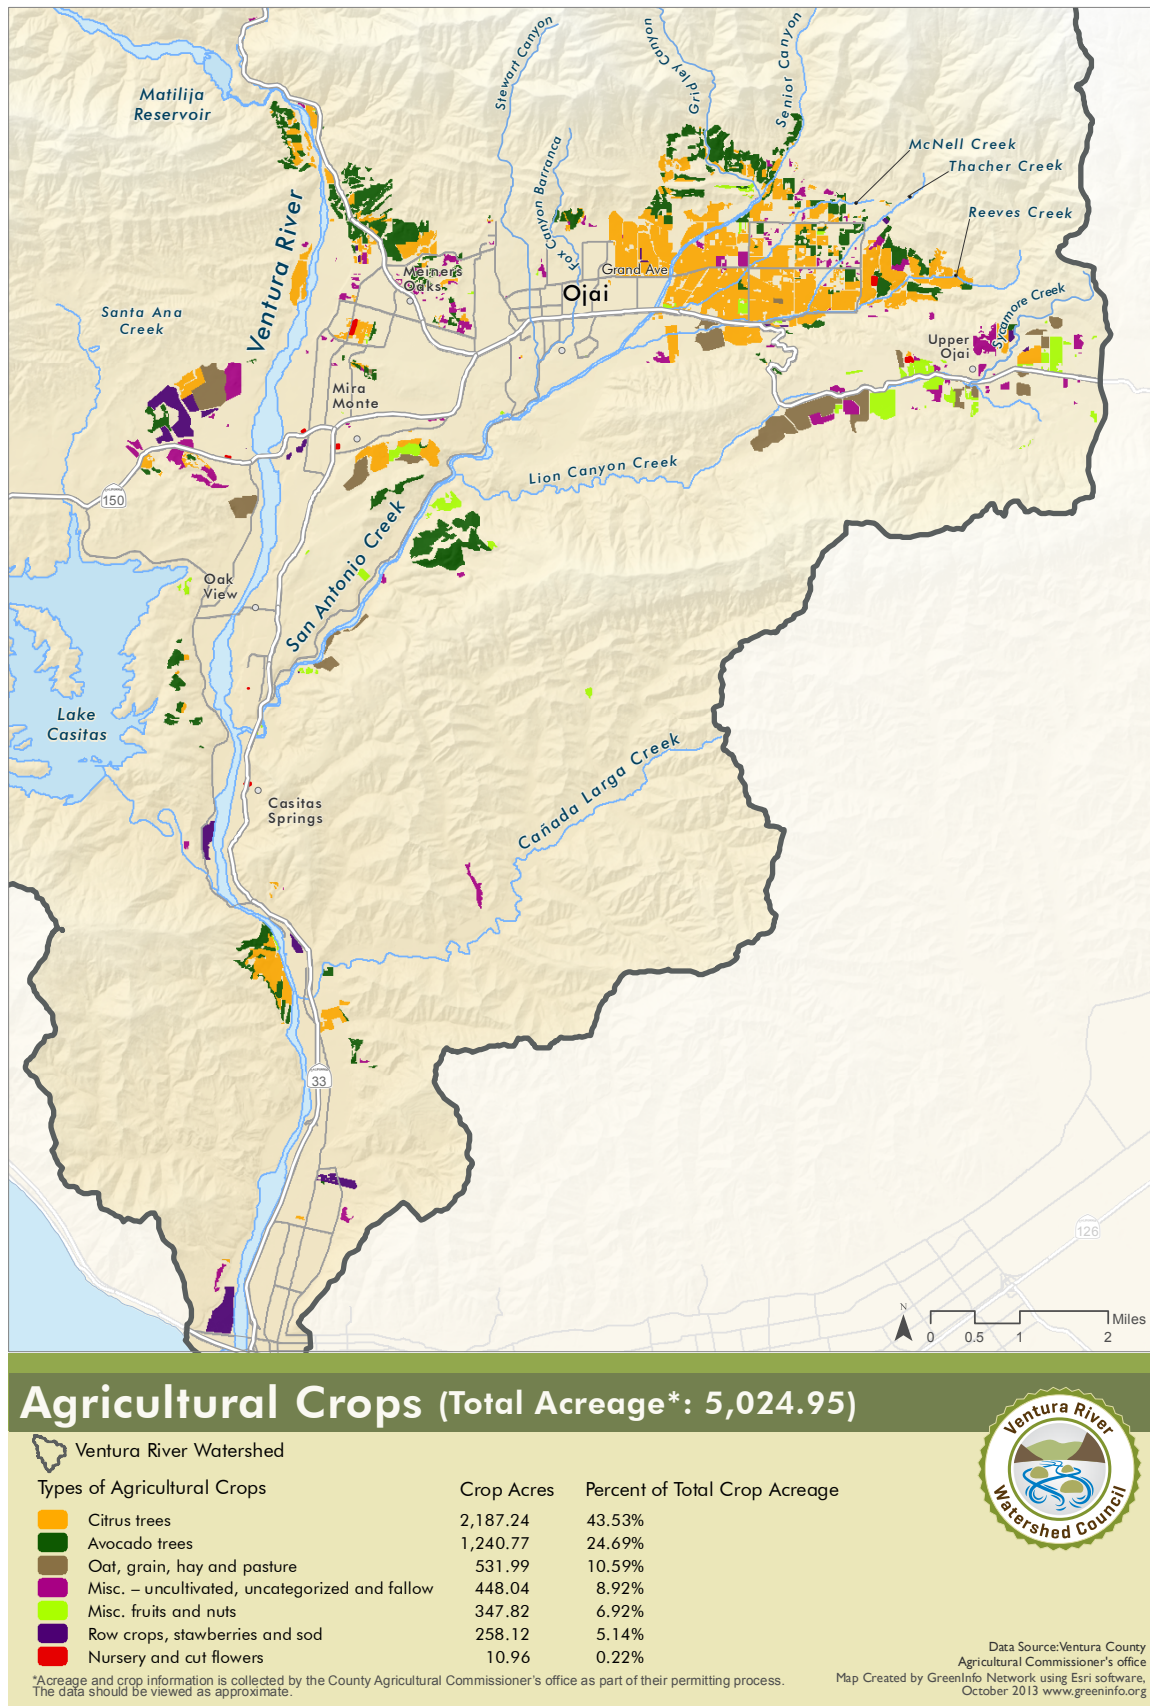 Matilija
Reservoir
Stewart Canyon
Gridley Canyon
Senior Canyon
Fox Canyon Barranca
McNell Creek
Thacher Creek
Reeves Creek
Ventura River
Santa Ana
Creek
Meiners
Oaks
Grand Ave
Ojai
Sycamore Creek
Upper
Ojai
Mira
Monte
Lion Canyon Creek
150
San Antonio Creek
Oak
View
Lake
Casitas
Cañada Larga Creek
Casitas
Springs
CALIFORNIA
33
126
N
0 0.5 1 2 Miles
Agricultural Crops (Total Acreage*: 5,024.95)
Ventura River Watershed
Types of Agricultural Crops Crop Acres Percent of Total Crop Acreage
Citrus trees 2,187.24 43.53%
Avocado trees 1,240.77 24.69%
Oat, grain, hay and pasture 531.99 10.59%
Misc. – uncultivated, uncategorized and fallow 448.04 8.92%
Misc. fruits and nuts 347.82 6.92%
Row crops, stawberries and sod 258.12 5.14%
Nursery and cut flowers 10.96 0.22%
*Acreage and crop information is collected by the County Agricultural Commissioner's office as part of their permitting process.
The data should be viewed as approximate.
Ventura River
Watershed Council
Data Source:Ventura County
Agricultural Commissioner's office
Map Created by GreenInfo Network using Esri software,
October 2013 www.greeninfo.org